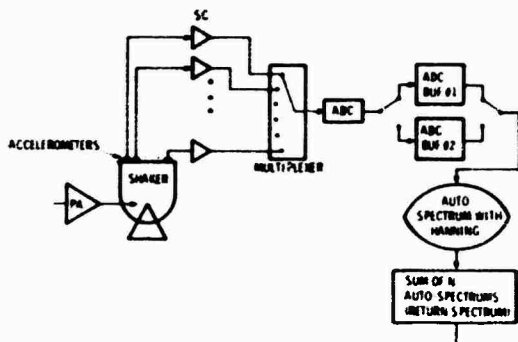 SC
ADC
BUF #1
ADC
ADC
BUF #2
MULTIPLEXER
ACCELEROMETERS
SHAKER
PA
AUTO
SPECTRUM WITH
HANNING
SUM OF N
AUTO SPECTRUMS
(RETURN SPECTRUM)